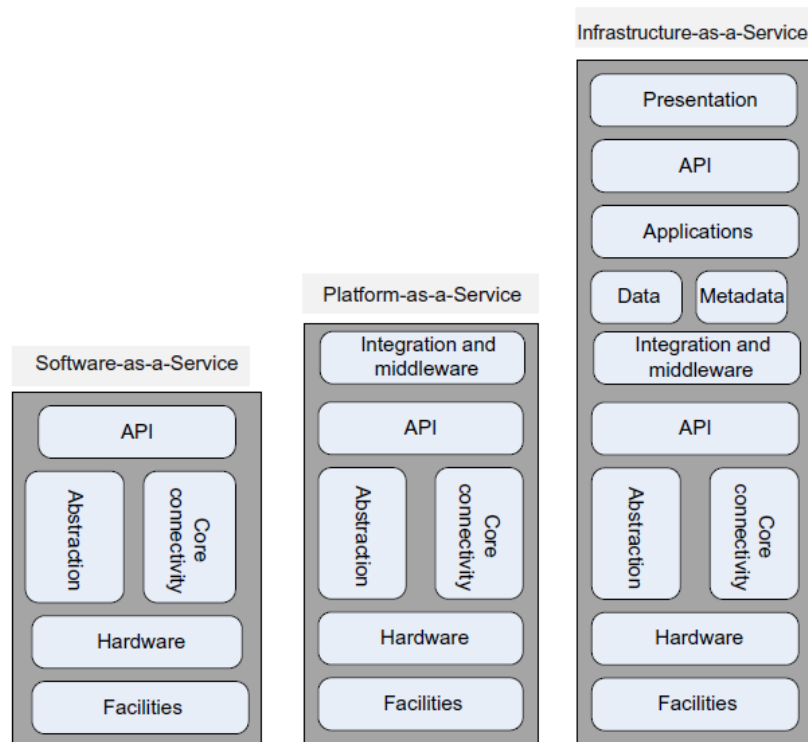 Infrastructure-as-a-Service
Presentation
API
Applications
Data
Metadata
Integration and
middleware
API
Abstraction
Core
connectivity
Hardware
Facilities
Platform-as-a-Service
Integration and
middleware
API
Abstraction
Core
connectivity
Hardware
Facilities
Software-as-a-Service
API
Abstraction
Core
connectivity
Hardware
Facilities